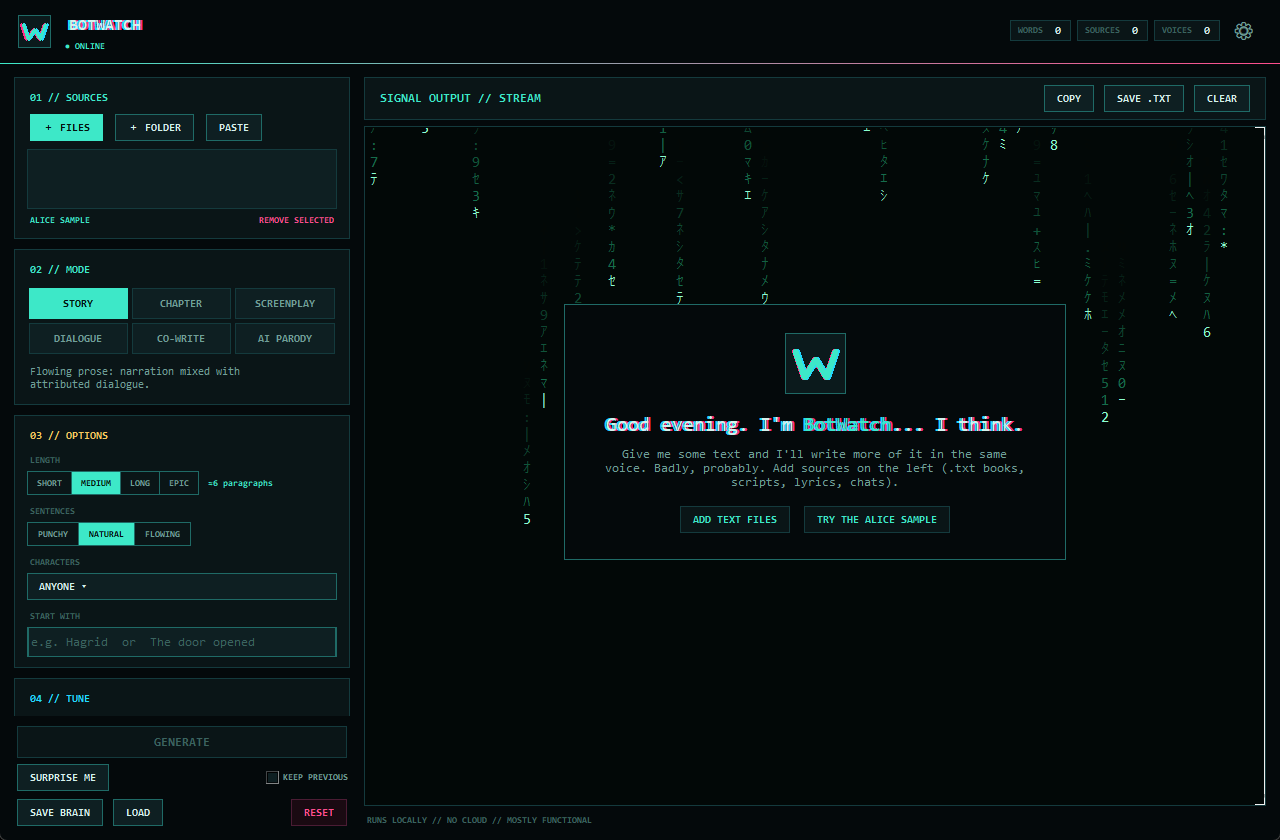 BOTWATCH
● ONLINE
WORDS 0 SOURCES 0 VOICES 0
01 // SOURCES
+ FILES + FOLDER PASTE
ALICE SAMPLE REMOVE SELECTED
02 // MODE
STORY CHAPTER SCREENPLAY
DIALOGUE CO-WRITE AI PARODY
Flowing prose: narration mixed with
attributed dialogue.
03 // OPTIONS
LENGTH
SHORT MEDIUM LONG EPIC ≈6 paragraphs
SENTENCES
PUNCHY NATURAL FLOWING
CHARACTERS
ANYONE ▾
START WITH
e.g. Hagrid or The door opened
04 // TUNE
GENERATE
SURPRISE ME KEEP PREVIOUS
SAVE BRAIN LOAD RESET
SIGNAL OUTPUT // STREAM COPY SAVE .TXT CLEAR
Good evening. I'm BotWatch... I think.
Give me some text and I'll write more of it in the same
voice. Badly, probably. Add sources on the left (.txt books,
scripts, lyrics, chats).
ADD TEXT FILES TRY THE ALICE SAMPLE
RUNS LOCALLY // NO CLOUD // MOSTLY FUNCTIONAL